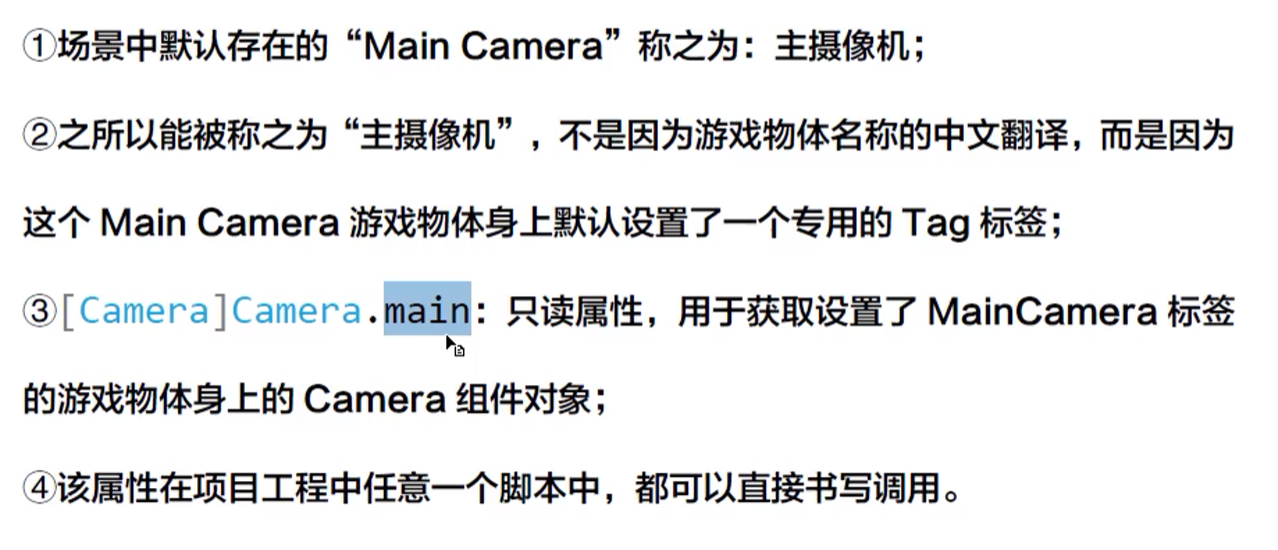 ①场景中默认存在的“Main Camera”称之为：主摄像机；
②之所以能被称之为“主摄像机”，不是因为游戏物体名称的中文翻译，而是因为
这个 Main Camera 游戏物体身上默认设置了一个专用的 Tag 标签；
③[Camera]Camera.main：只读属性，用于获取设置了 MainCamera 标签
的游戏物体身上的 Camera 组件对象；
④该属性在项目工程中任意一个脚本中，都可以直接书写调用。